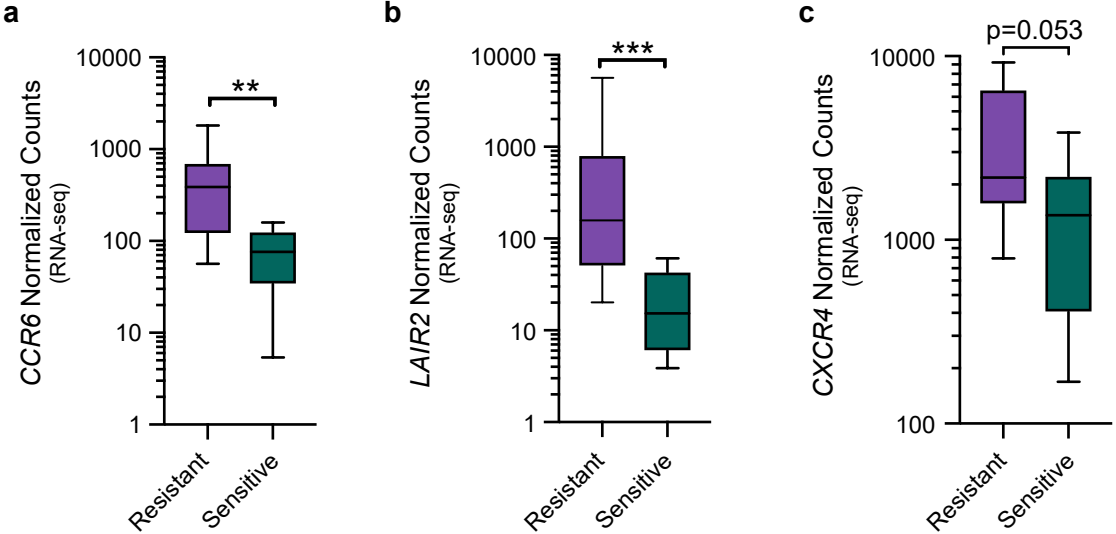 a
CCR6 Normalized Counts
(RNA-seq)
10000
1000
100
10
1
**
Resistant
Sensitive
b
LAIR2 Normalized Counts
(RNA-seq)
10000
1000
100
10
1
***
Resistant
Sensitive
c
CXCR4 Normalized Counts
(RNA-seq)
10000
1000
100
p=0.053
Resistant
Sensitive